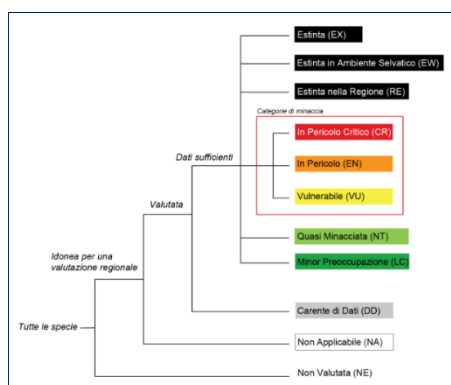 Estinta (EX)
Estinta in Ambiente Selvatico (EW)
Estinta nella Regione (RE)
Categorie di minaccia
In Pericolo Critico (CR)
Dati sufficienti
In Pericolo (EN)
Vulnerabile (VU)
Valutata
Quasi Minacciata (NT)
Idonea per una
valutazione regionale
Minor Preoccupazione (LC)
Carente di Dati (DD)
Tutte le specie
Non Applicabile (NA)
Non Valutata (NE)